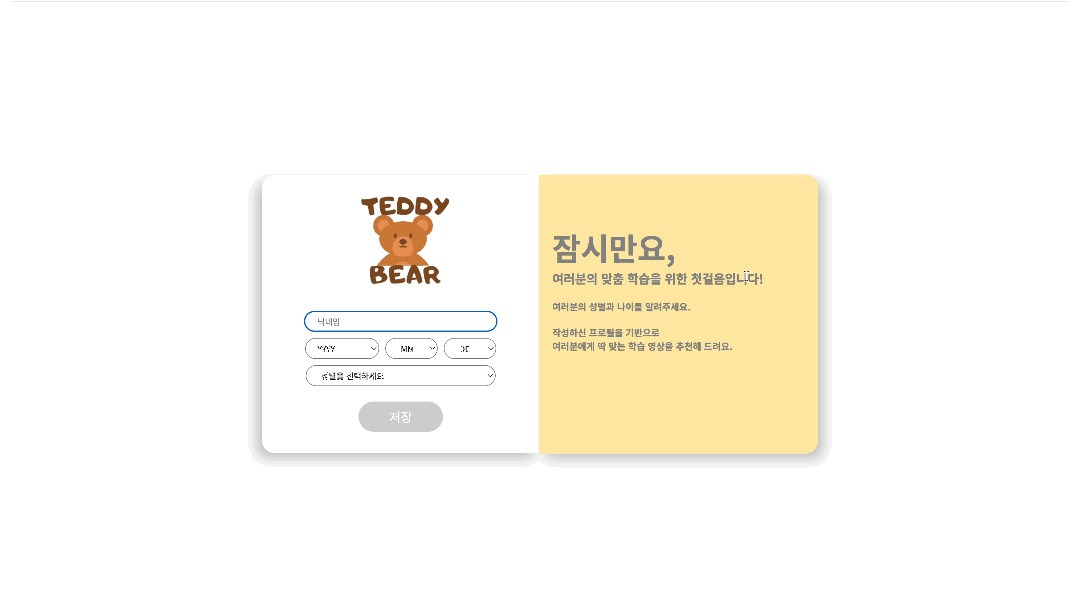 TEDDY
BEAR
닉네임
YYYY
MM
DD
성별을 선택하세요
저장
잠시만요,
여러분의 맞춤 학습을 위한 첫걸음입니다!
여러분의 성별과 나이를 알려주세요.
작성하신 프로필을 기반으로
여러분에게 딱 맞는 학습 영상을 추천해 드려요.